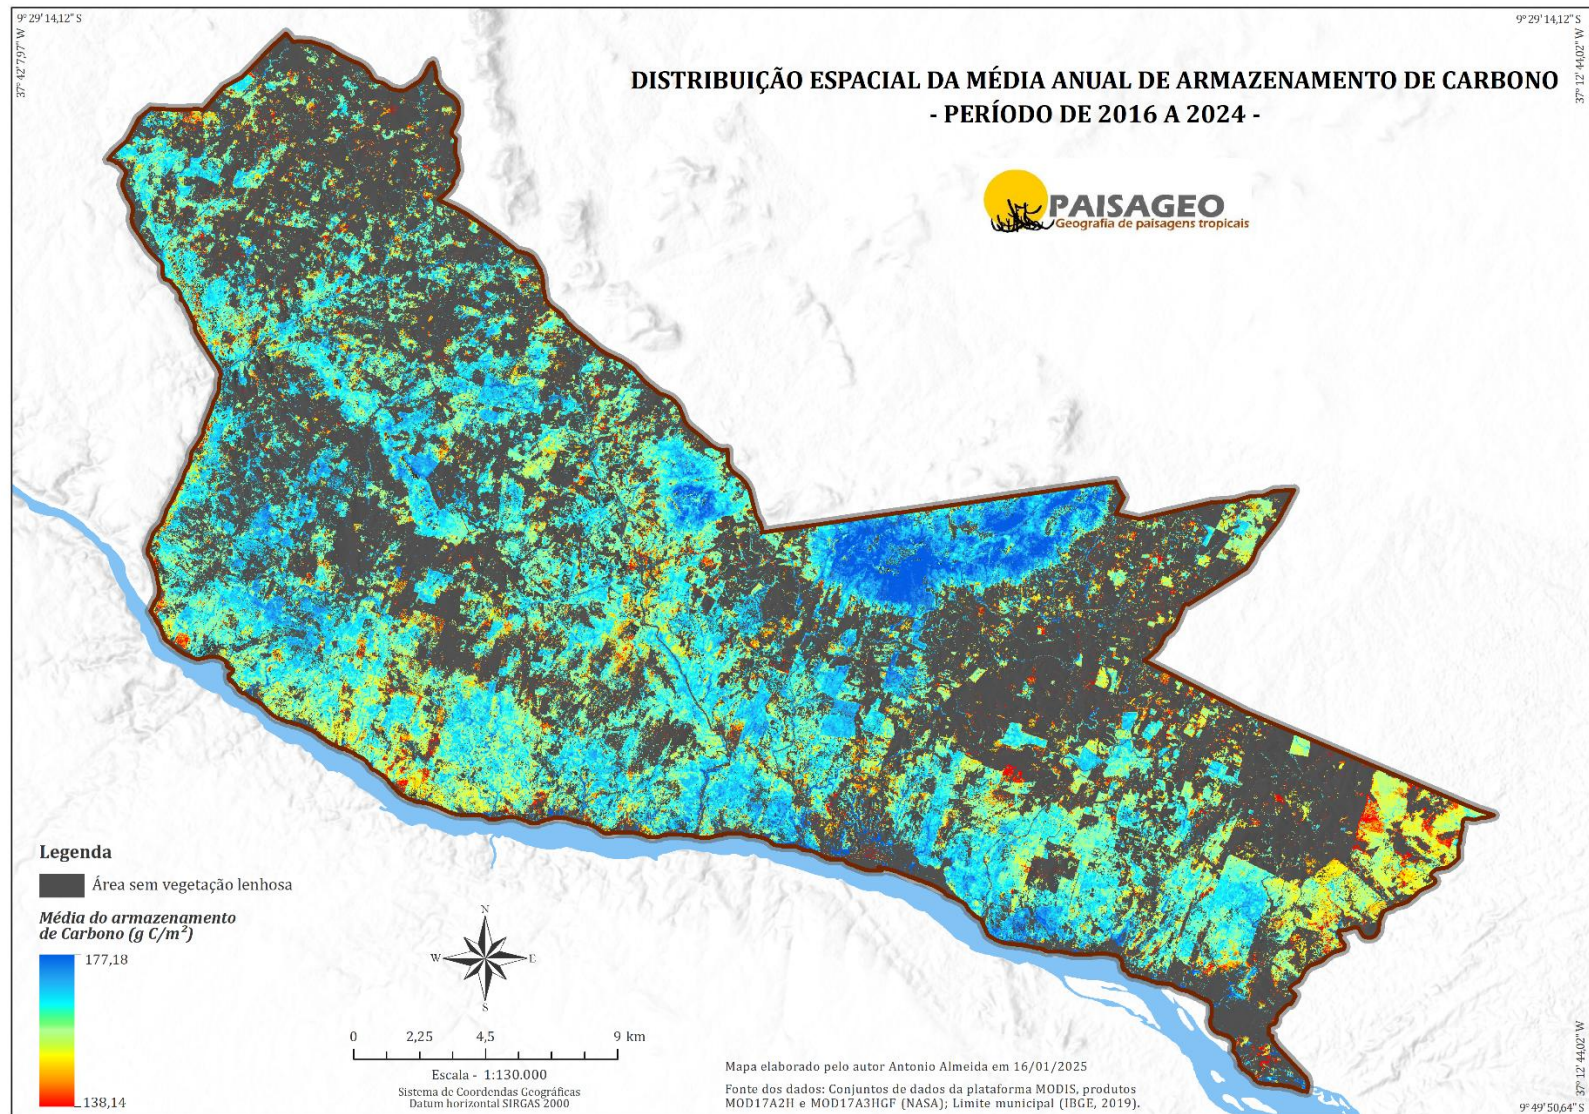 9° 29' 14,12" S
9° 29' 14,12" S
37° 42' 7,97" W
37° 12' 44,02" W
DISTRIBUIÇÃO ESPACIAL DA MÉDIA ANUAL DE ARMAZENAMENTO DE CARBONO
- PERÍODO DE 2016 A 2024 -
PAISAGEO
Geografia de paisagens tropicais
Legenda
Área sem vegetação lenhosa
Média do armazenamento
de Carbono (g C/m²)
177,18
138,14
N
W
E
S
0 2,25 4,5 9 km
Escala - 1:130.000
Sistema de Coordendas Geográficas
Datum horizontal SIRGAS 2000
Mapa elaborado pelo autor Antonio Almeida em 16/01/2025
Fonte dos dados: Conjuntos de dados da plataforma MODIS, produtos
MOD17A2H e MOD17A3HGF (NASA); Limite municipal (IBGE, 2019).
37° 12' 44,02" W
9° 49' 50,64" S